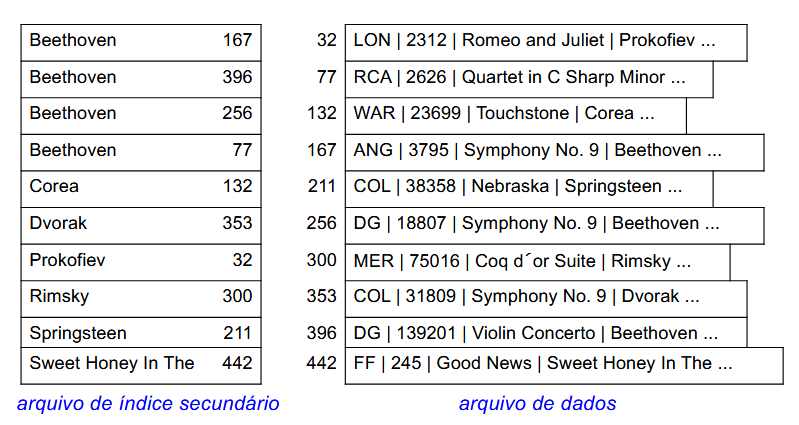 Beethoven 167
Beethoven 396
Beethoven 256
Beethoven 77
Corea 132
Dvorak 353
Prokofiev 32
Rimsky 300
Springsteen 211
Sweet Honey In The 442
arquivo de índice secundário
32 LON | 2312 | Romeo and Juliet | Prokofiev ...
77 RCA | 2626 | Quartet in C Sharp Minor ...
132 WAR | 23699 | Touchstone | Corea ...
167 ANG | 3795 | Symphony No. 9 | Beethoven ...
211 COL | 38358 | Nebraska | Springsteen ...
256 DG | 18807 | Symphony No. 9 | Beethoven ...
300 MER | 75016 | Coq d´or Suite | Rimsky ...
353 COL | 31809 | Symphony No. 9 | Dvorak ...
396 DG | 139201 | Violin Concerto | Beethoven ...
442 FF | 245 | Good News | Sweet Honey In The ...
arquivo de dados